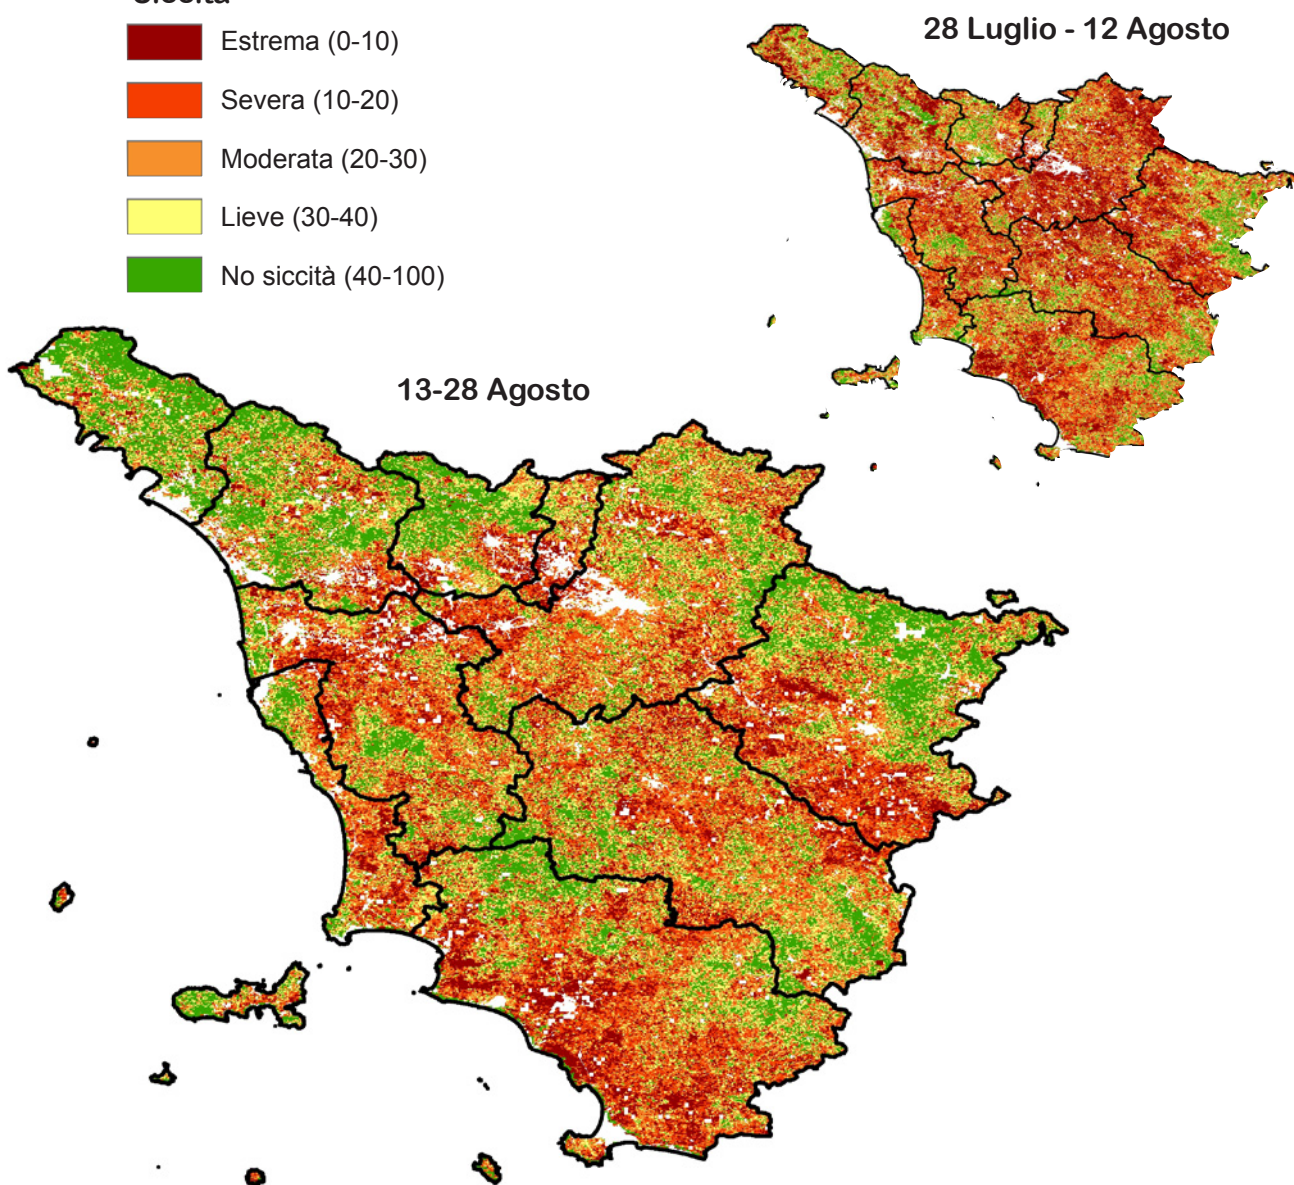 Siccità
Estrema (0-10)
Severa (10-20)
Moderata (20-30)
Lieve (30-40)
No siccità (40-100)
28 Luglio - 12 Agosto
13-28 Agosto